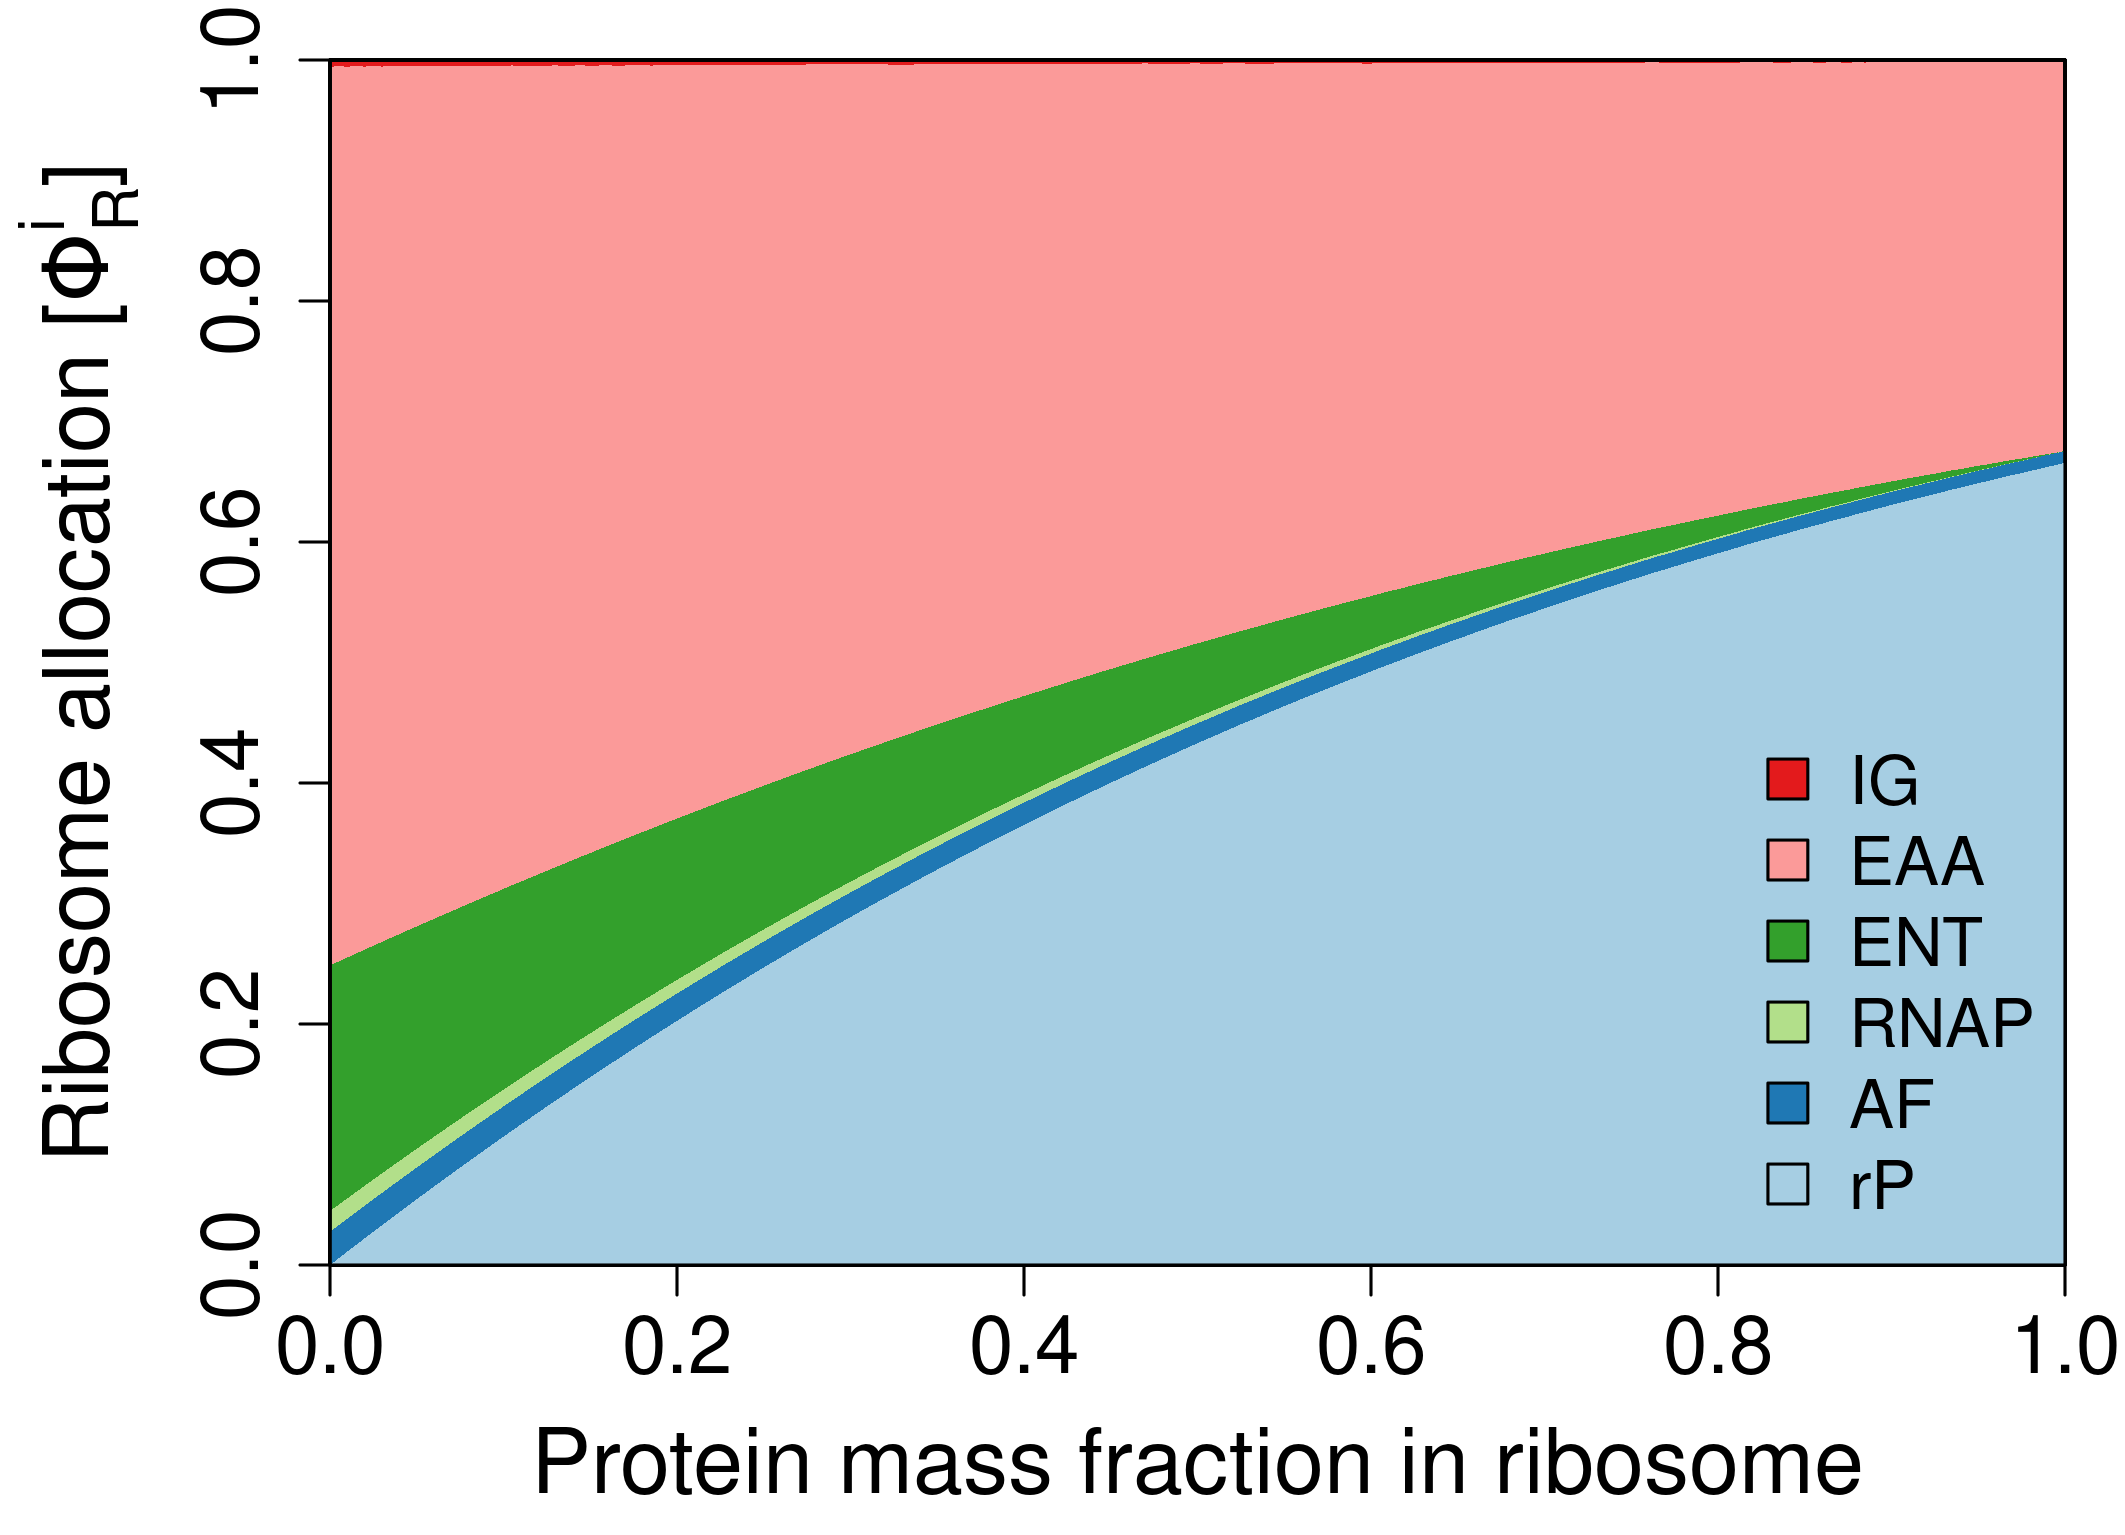 Ribosome allocation [Φ^i_R]
1.0
0.8
0.6
0.4
0.2
0.0
IG
EAA
ENT
RNAP
AF
rP
0.0 0.2 0.4 0.6 0.8 1.0
Protein mass fraction in ribosome